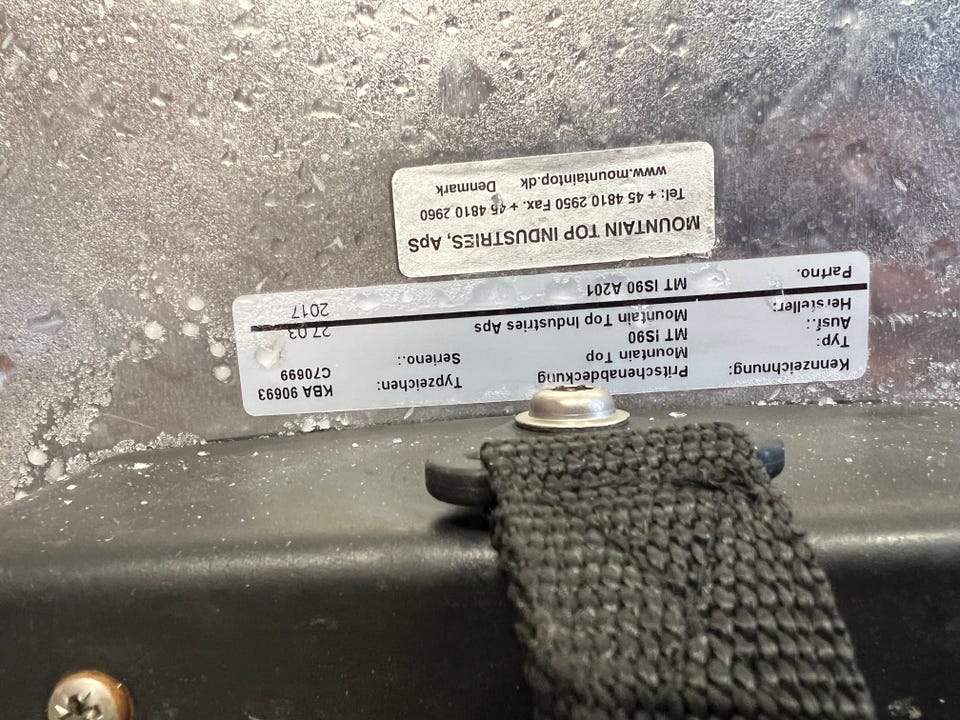 Kennzeichnung: Pritschenabdeckung Typzeichen: KBA 90693
Typ: Mountain Top C70699
Ausf.: MT IS90 Serieno.:
Hersteller: Mountain Top Industries Aps 27.03
Partno. MT I90 A201 2017
MOUNTAIN TOP INDUSTRIES, ApS
Tel: + 45 4810 2950 Fax. + 45 4810 2960
www.mountaintop.dk Denmark